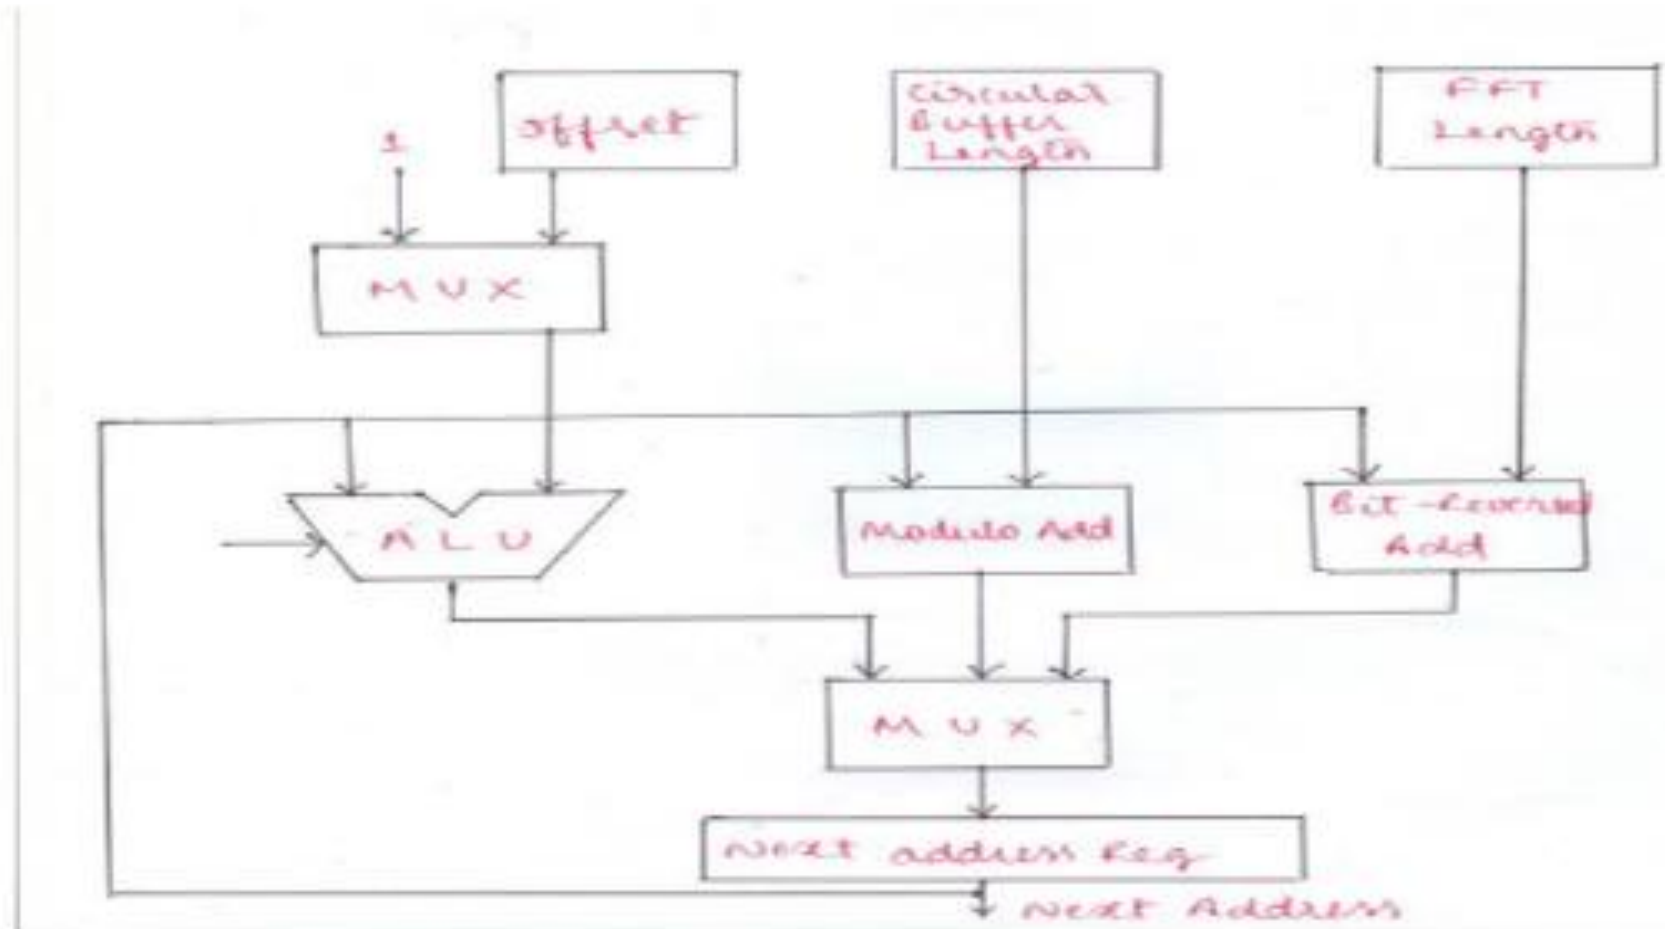 1
offset
Circular
Buffer
Length
FFT
Length
MUX
ALU
Modulo Add
Bit-Reversed
Add
MUX
Next address Reg
Next Address